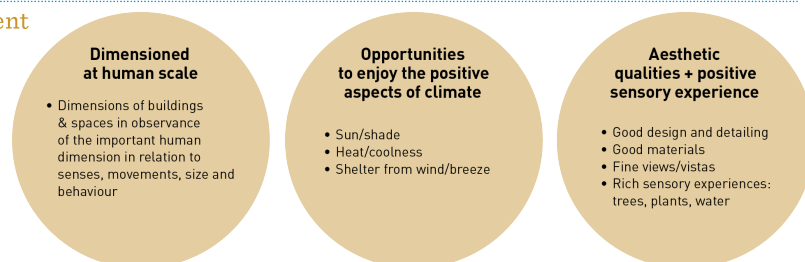 ent
Dimensioned
at human scale
• Dimensions of buildings
& spaces in observance
of the important human
dimension in relation to
senses, movements, size and
behaviour
Opportunities
to enjoy the positive
aspects of climate
• Sun/shade
• Heat/coolness
• Shelter from wind/breeze
Aesthetic
qualities + positive
sensory experience
• Good design and detailing
• Good materials
• Fine views/vistas
• Rich sensory experiences:
trees, plants, water